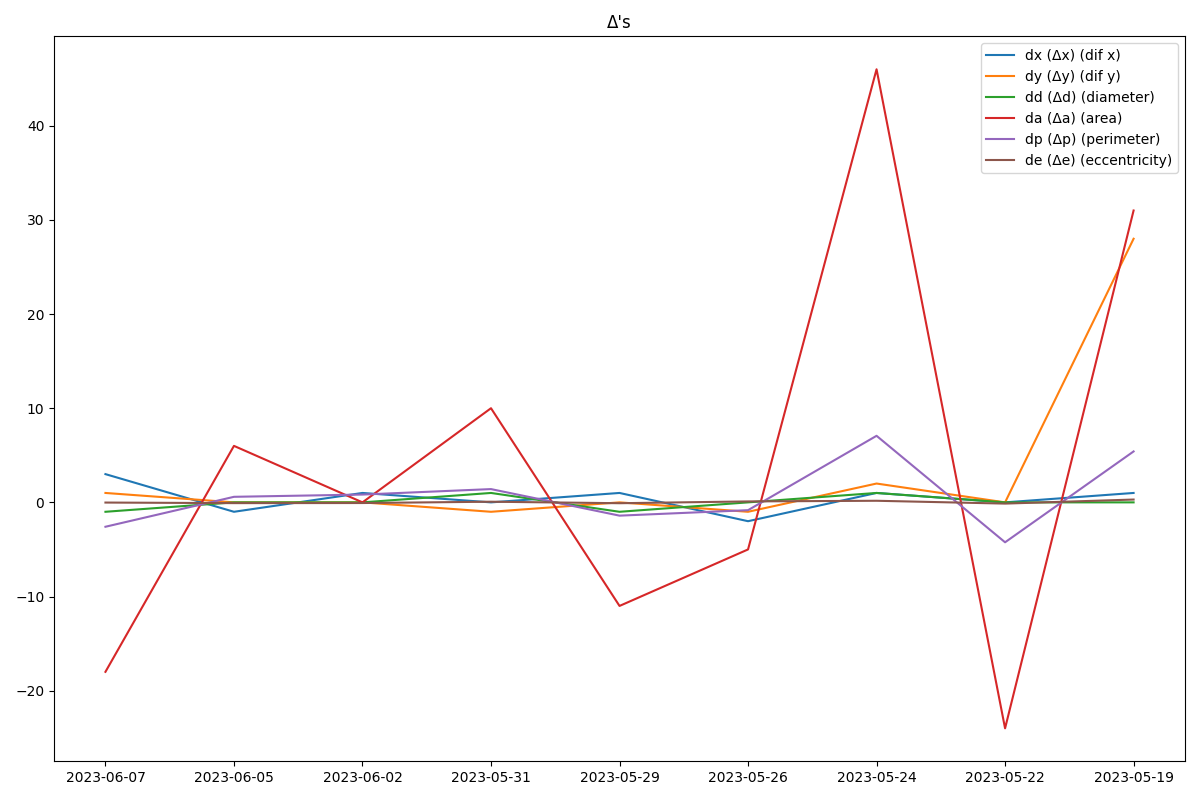 Δ's
dx (Δx) (dif x)
dy (Δy) (dif y)
dd (Δd) (diameter)
da (Δa) (area)
dp (Δp) (perimeter)
de (Δe) (eccentricity)
40
30
20
10
0
−10
−20
2023-06-07 2023-06-05 2023-06-02 2023-05-31 2023-05-29 2023-05-26 2023-05-24 2023-05-22 2023-05-19